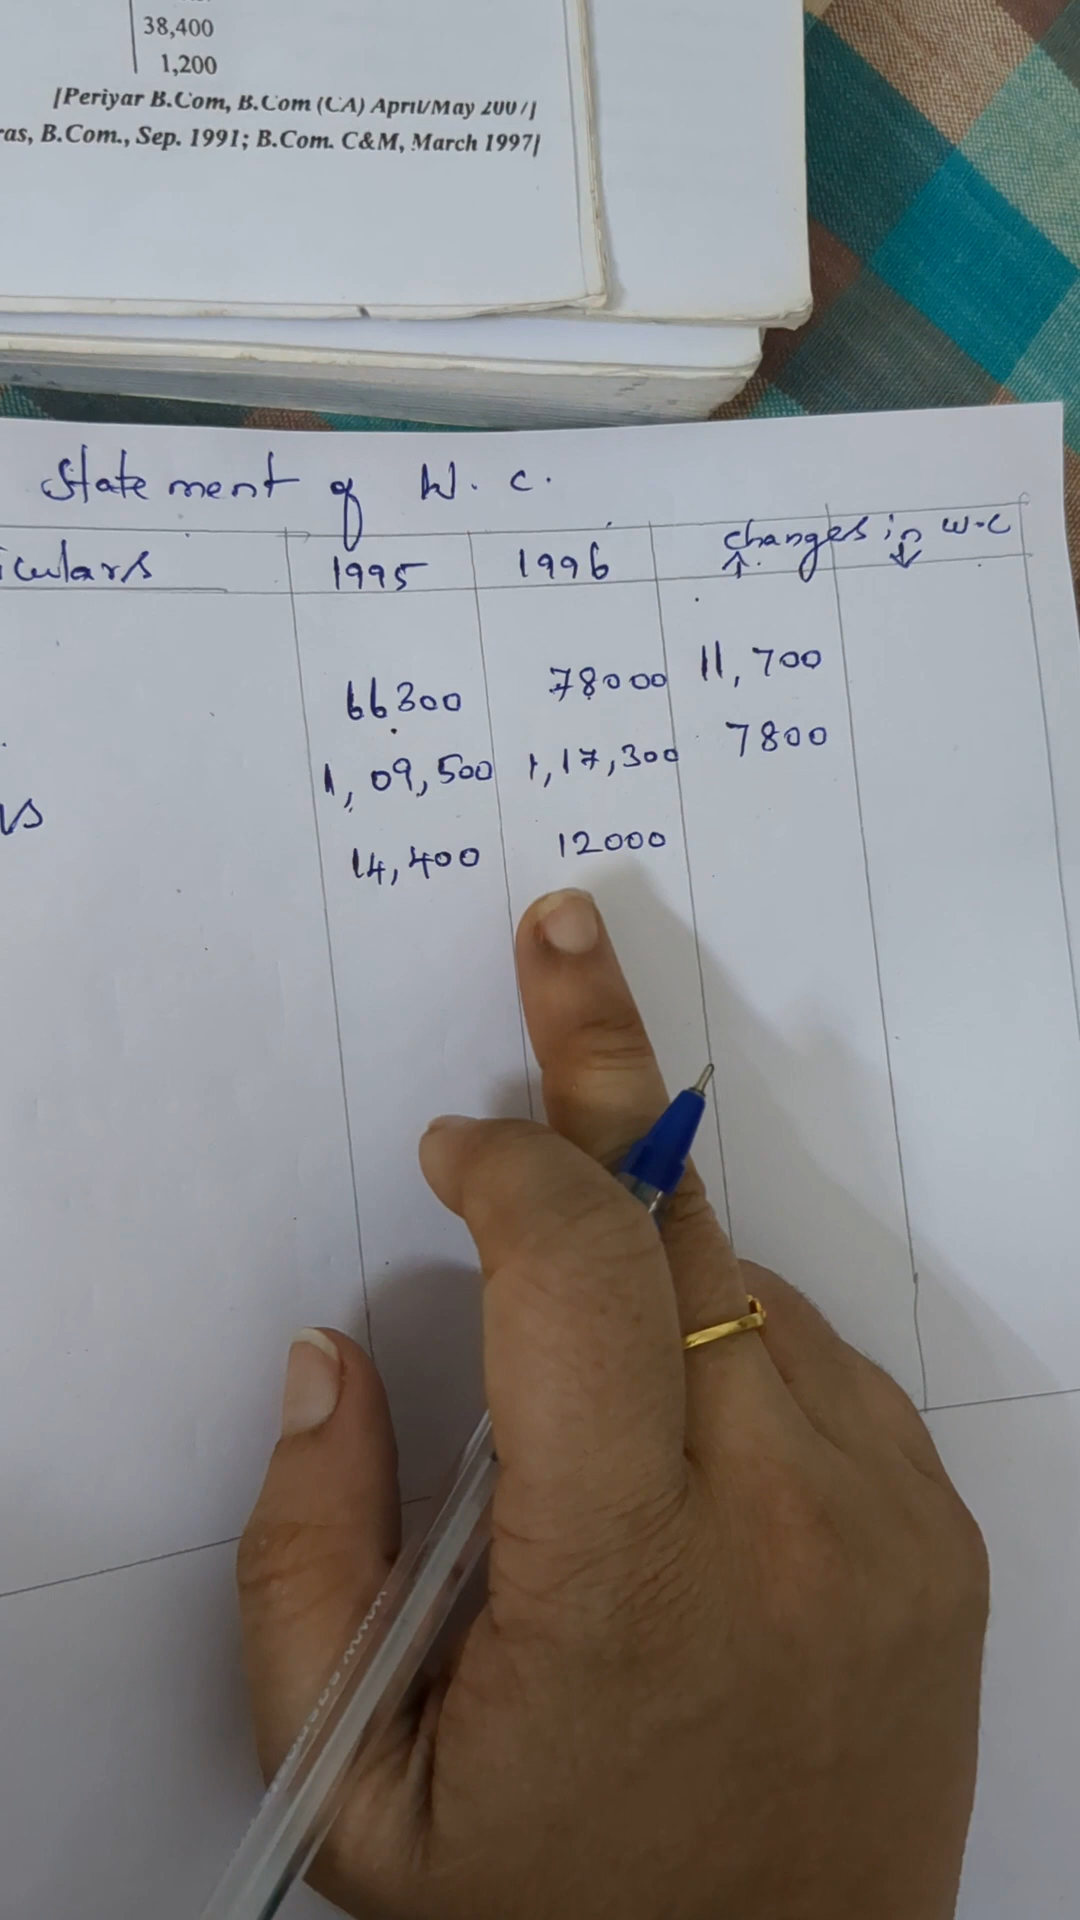 38,400
1,200
[Periyar B.Com, B.Com (CA) April/May 2007]
ras, B.Com., Sep. 1991; B.Com. C&M, March 1997]
Statement of W.C.
iculars 1995 1996 changes in W.C
↑ ↓
66300 78000 11,700
1,09,500 1,17,300 7800
rs
14,400 12000